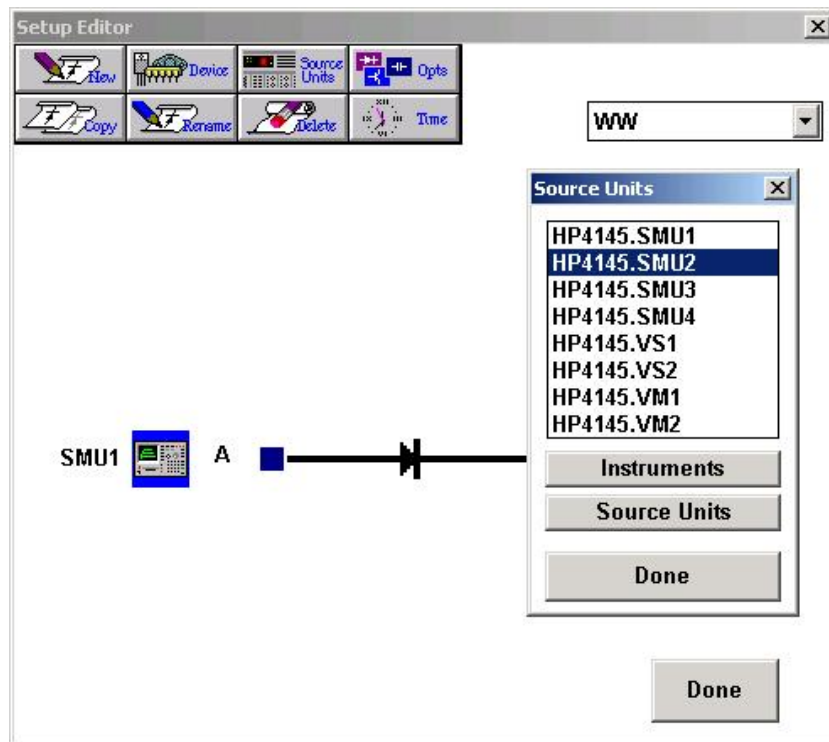 Setup Editor
New Device Source Units Opts
Copy Rename Delete Time
WW
Source Units
HP4145.SMU1
HP4145.SMU2
HP4145.SMU3
HP4145.SMU4
HP4145.VS1
HP4145.VS2
HP4145.VM1
HP4145.VM2
SMU1 A
Instruments
Source Units
Done
Done